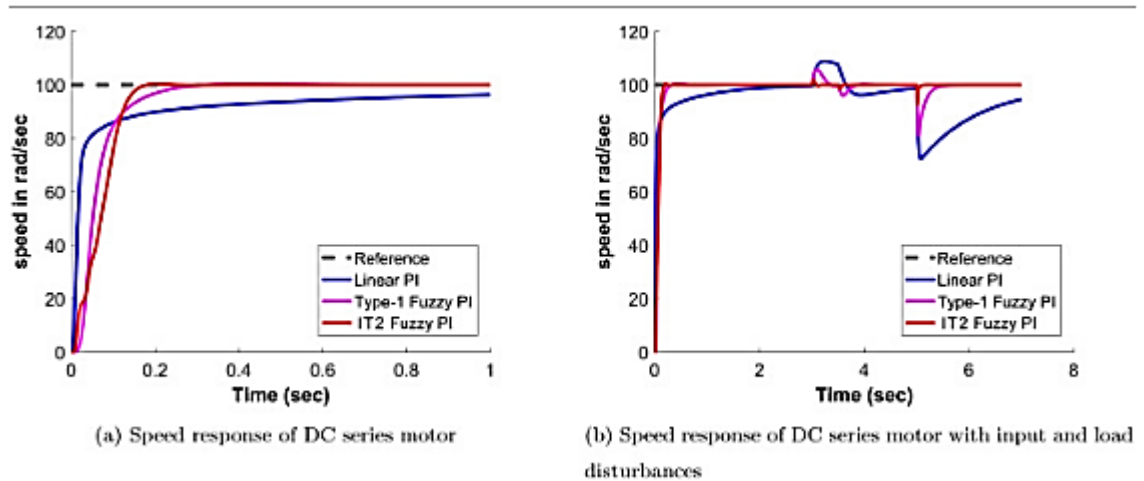 120
100
80
60
40
20
0
speed in rad/sec
Reference
Linear PI
Type-1 Fuzzy PI
IT2 Fuzzy PI
0 0.2 0.4 0.6 0.8 1
Time (sec)
(a) Speed response of DC series motor
120
100
80
60
40
20
0
speed in rad/sec
Reference
Linear PI
Type-1 Fuzzy PI
IT2 Fuzzy PI
0 2 4 6 8
Time (sec)
(b) Speed response of DC series motor with input and load
disturbances